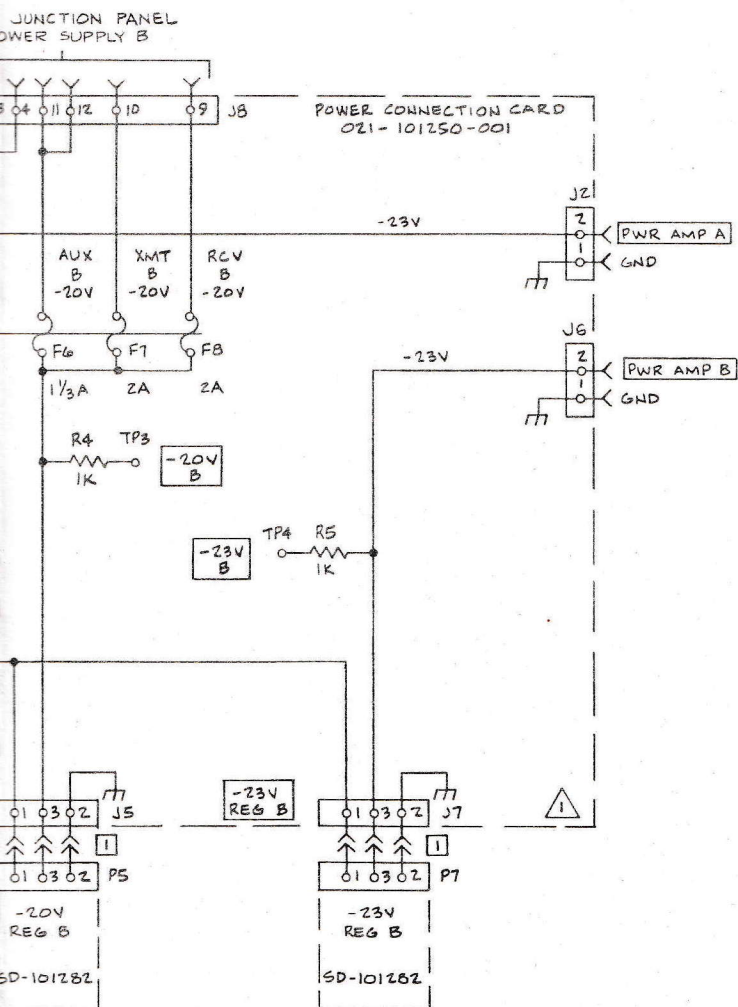 JUNCTION PANEL
OWER SUPPLY B
4 11 12 10 9 J8
POWER CONNECTION CARD
021-101250-001
J2
-23V
2
PWR AMP A
1
GND
AUX XMT RCV
B B B
-20V -20V -20V
J6
F6 F7 F8
-23V
2
PWR AMP B
1 1/3 A 2A 2A
1
GND
R4 TP3
-20V
B
1K
TP4 R5
-23V
B
1K
-23V
REG B
1 3 2 J5
1 3 2 J7
1
1
1
1 3 2 P5
1 3 2 P7
-20V
REG B
-23V
REG B
SD-101282
SD-101282